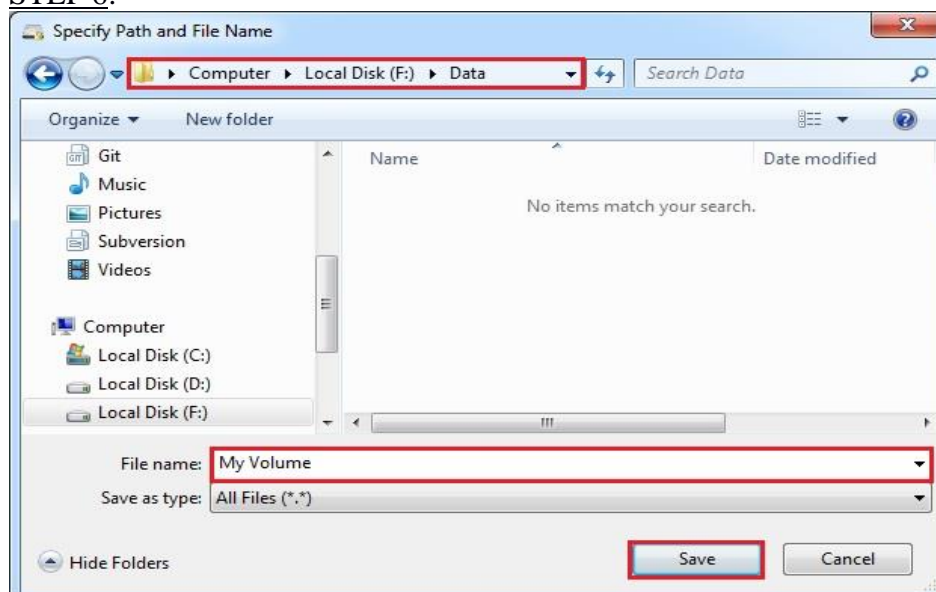 STEP 6:
Specify Path and File Name
Computer Local Disk (F:) Data Search Data
Organize New folder
Name Date modified
No items match your search.
Git
Music
Pictures
Subversion
Videos
Computer
Local Disk (C:)
Local Disk (D:)
Local Disk (F:)
File name: My Volume
Save as type: All Files (*.*)
Hide Folders Save Cancel